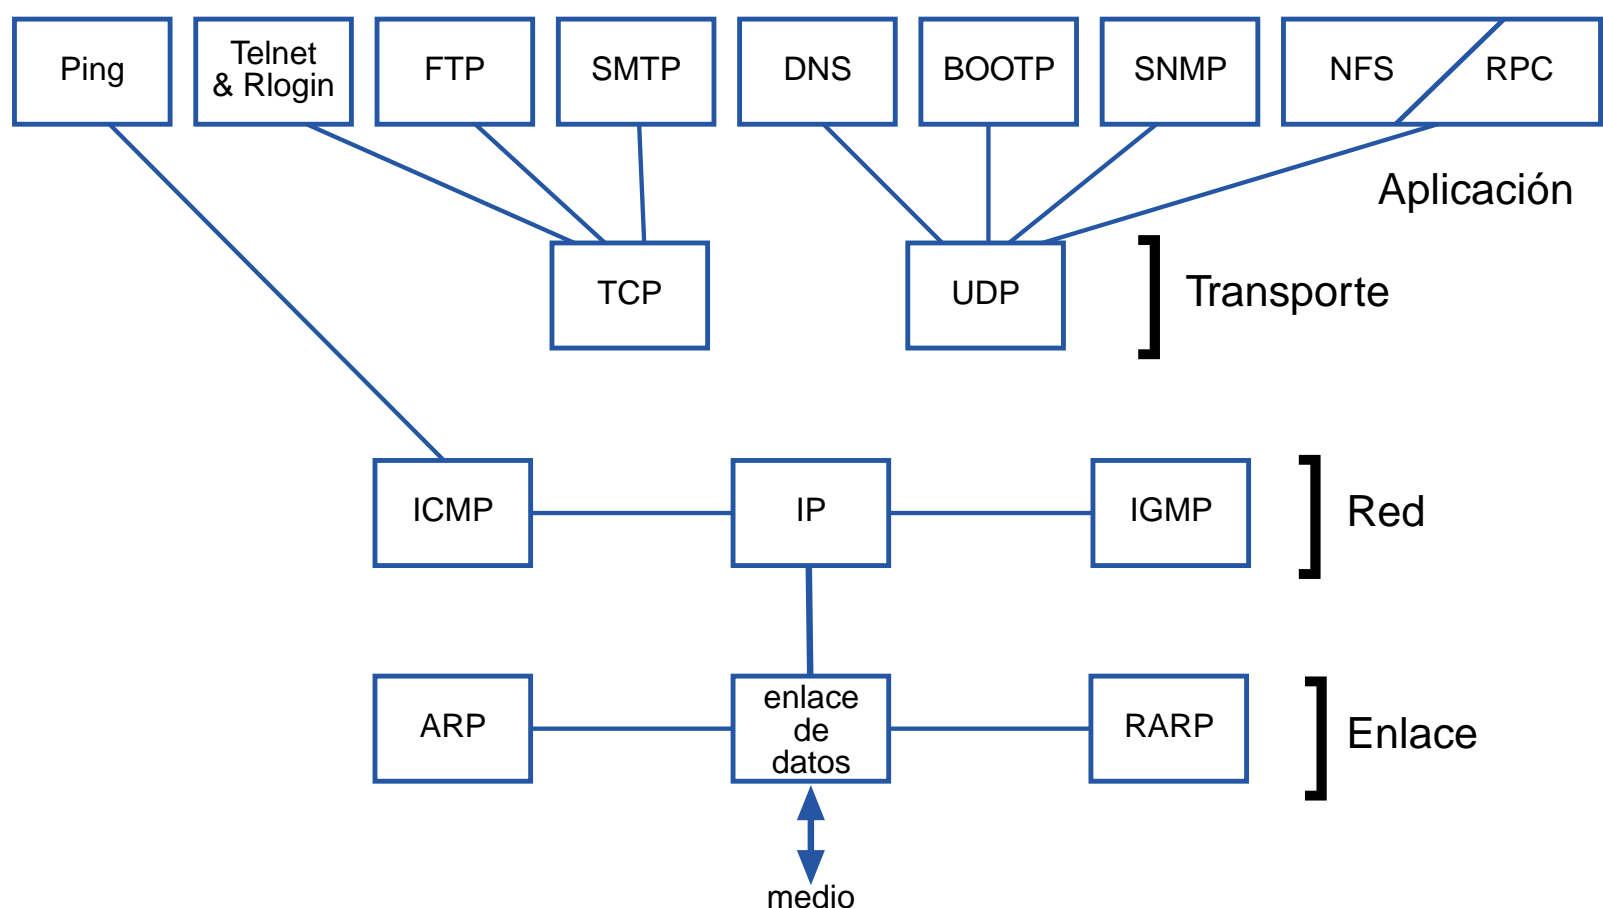 Ping
Telnet
& Rlogin
FTP
SMTP
DNS
BOOTP
SNMP
NFS
RPC
Aplicación
TCP
UDP
Transporte
ICMP
IP
IGMP
Red
ARP
enlace
de
datos
RARP
Enlace
medio